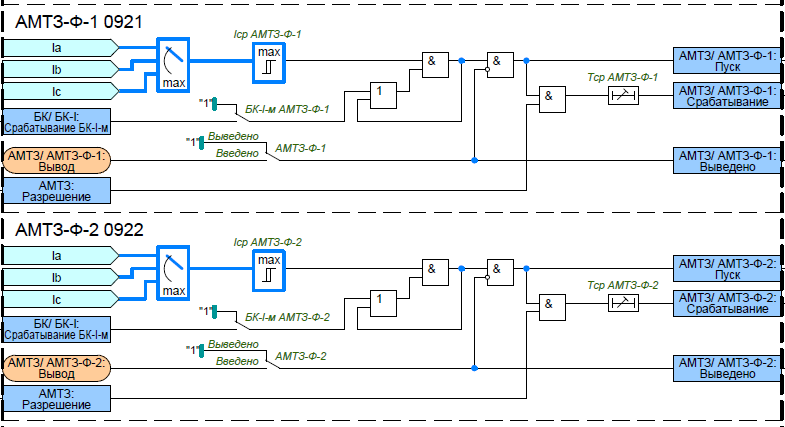 АМТЗ-Ф-1 0921
Iср АМТЗ-Ф-1
Ia
Ib
Ic
max
max
&
&
АМТЗ/ АМТЗ-Ф-1:
Пуск
Tср АМТЗ-Ф-1
1
&
АМТЗ/ АМТЗ-Ф-1:
Срабатывание
"1"
БК-I-м АМТЗ-Ф-1
БК/ БК-I:
Срабатывание БК-I-м
"1"
Выведено
Введено
АМТЗ-Ф-1
АМТЗ/ АМТЗ-Ф-1:
Вывод
АМТЗ/ АМТЗ-Ф-1:
Выведено
АМТЗ:
Разрешение
АМТЗ-Ф-2 0922
Iср АМТЗ-Ф-2
Ia
Ib
Ic
max
max
&
&
АМТЗ/ АМТЗ-Ф-2:
Пуск
Tср АМТЗ-Ф-2
1
&
АМТЗ/ АМТЗ-Ф-2:
Срабатывание
"1"
БК-I-м АМТЗ-Ф-2
БК/ БК-I:
Срабатывание БК-I-м
"1"
Выведено
Введено
АМТЗ-Ф-2
АМТЗ/ АМТЗ-Ф-2:
Вывод
АМТЗ/ АМТЗ-Ф-2:
Выведено
АМТЗ:
Разрешение